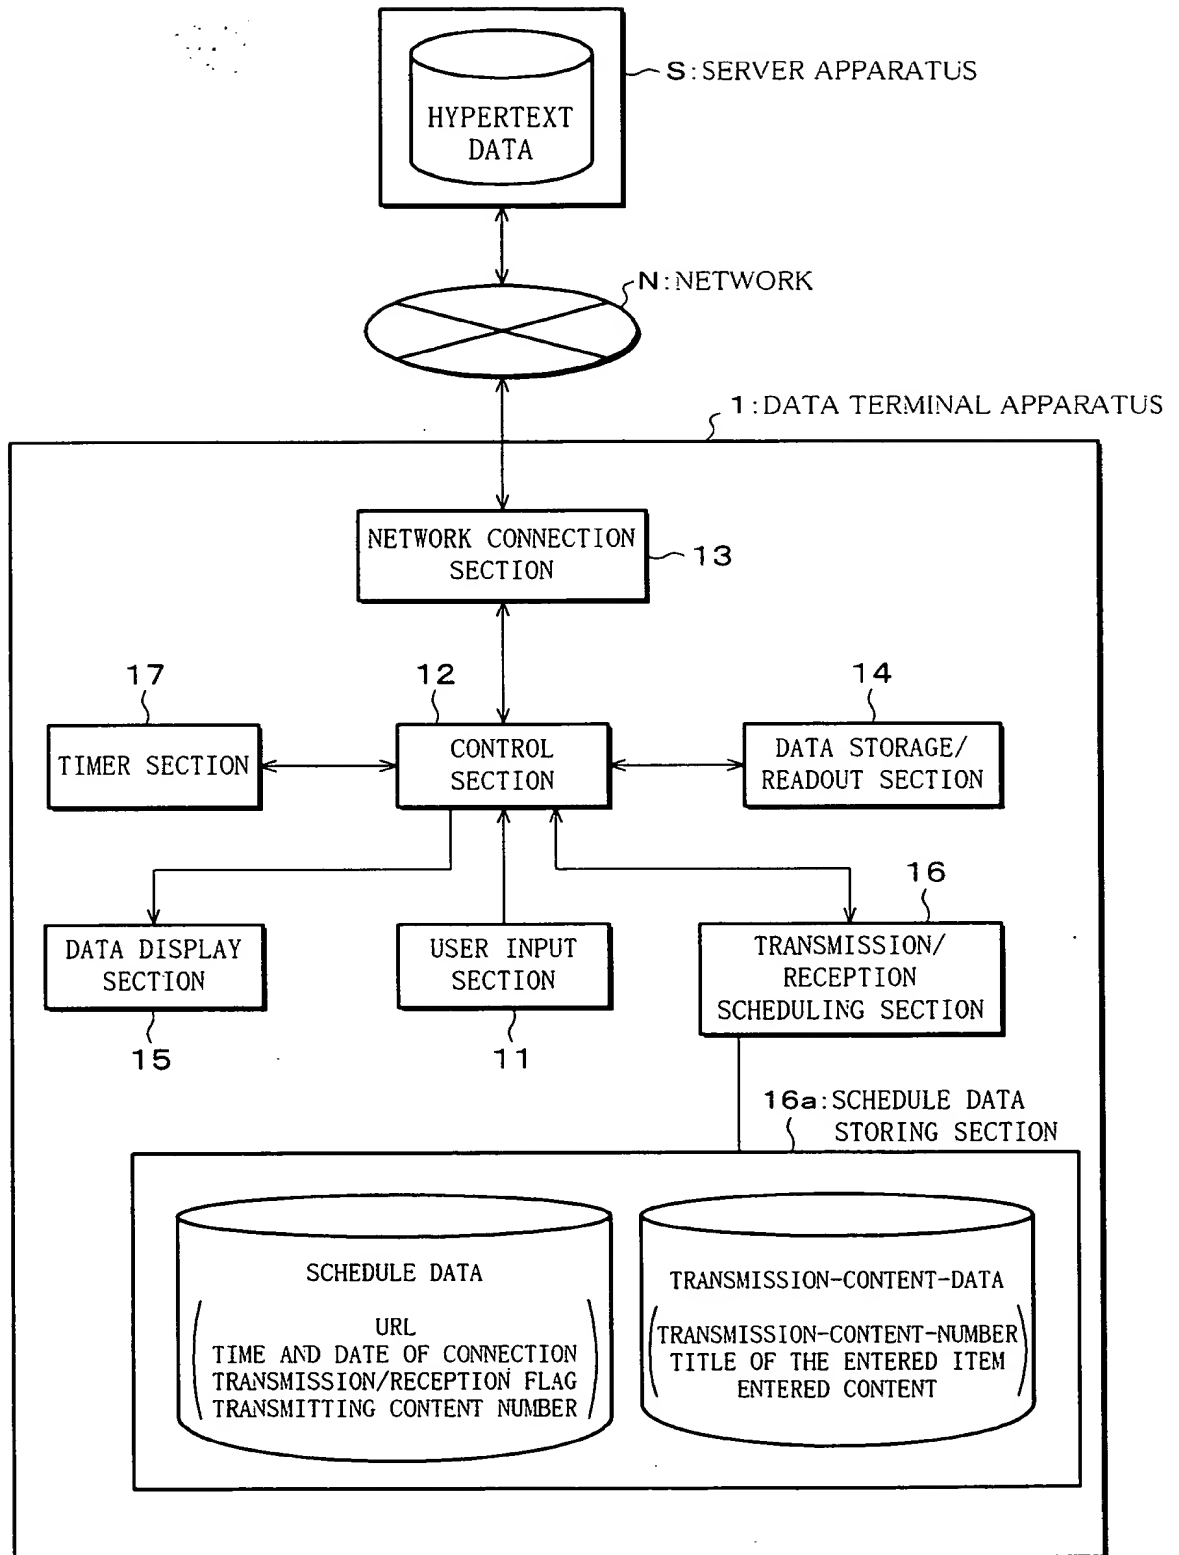 S:SERVER APPARATUS
HYPERTEXT
DATA
N:NETWORK
1:DATA TERMINAL APPARATUS
NETWORK CONNECTION
SECTION
13
17
12
14
TIMER SECTION
CONTROL
SECTION
DATA STORAGE/
READOUT SECTION
16
DATA DISPLAY
SECTION
USER INPUT
SECTION
TRANSMISSION/
RECEPTION
SCHEDULING SECTION
15
11
16a:SCHEDULE DATA
STORING SECTION
SCHEDULE DATA
URL
TIME AND DATE OF CONNECTION
TRANSMISSION/RECEPTION FLAG
TRANSMITTING CONTENT NUMBER
TRANSMISSION-CONTENT-DATA
TRANSMISSION-CONTENT-NUMBER
TITLE OF THE ENTERED ITEM
ENTERED CONTENT